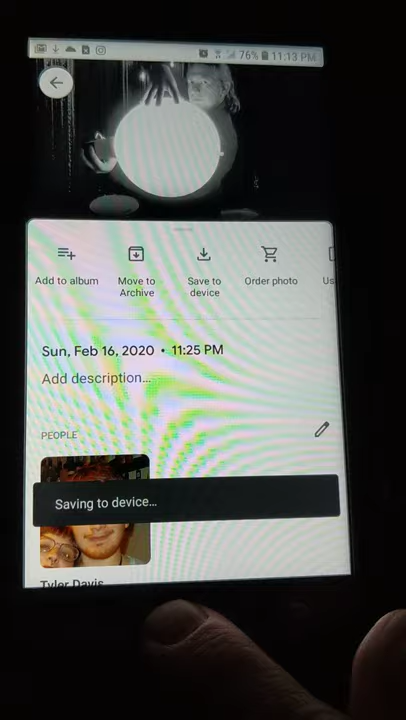 76% 11:13 PM
Add to album
Move to
Archive
Save to
device
Order photo
Us
Sun, Feb 16, 2020 • 11:25 PM
Add description...
PEOPLE
Saving to device...
Tyler Davis